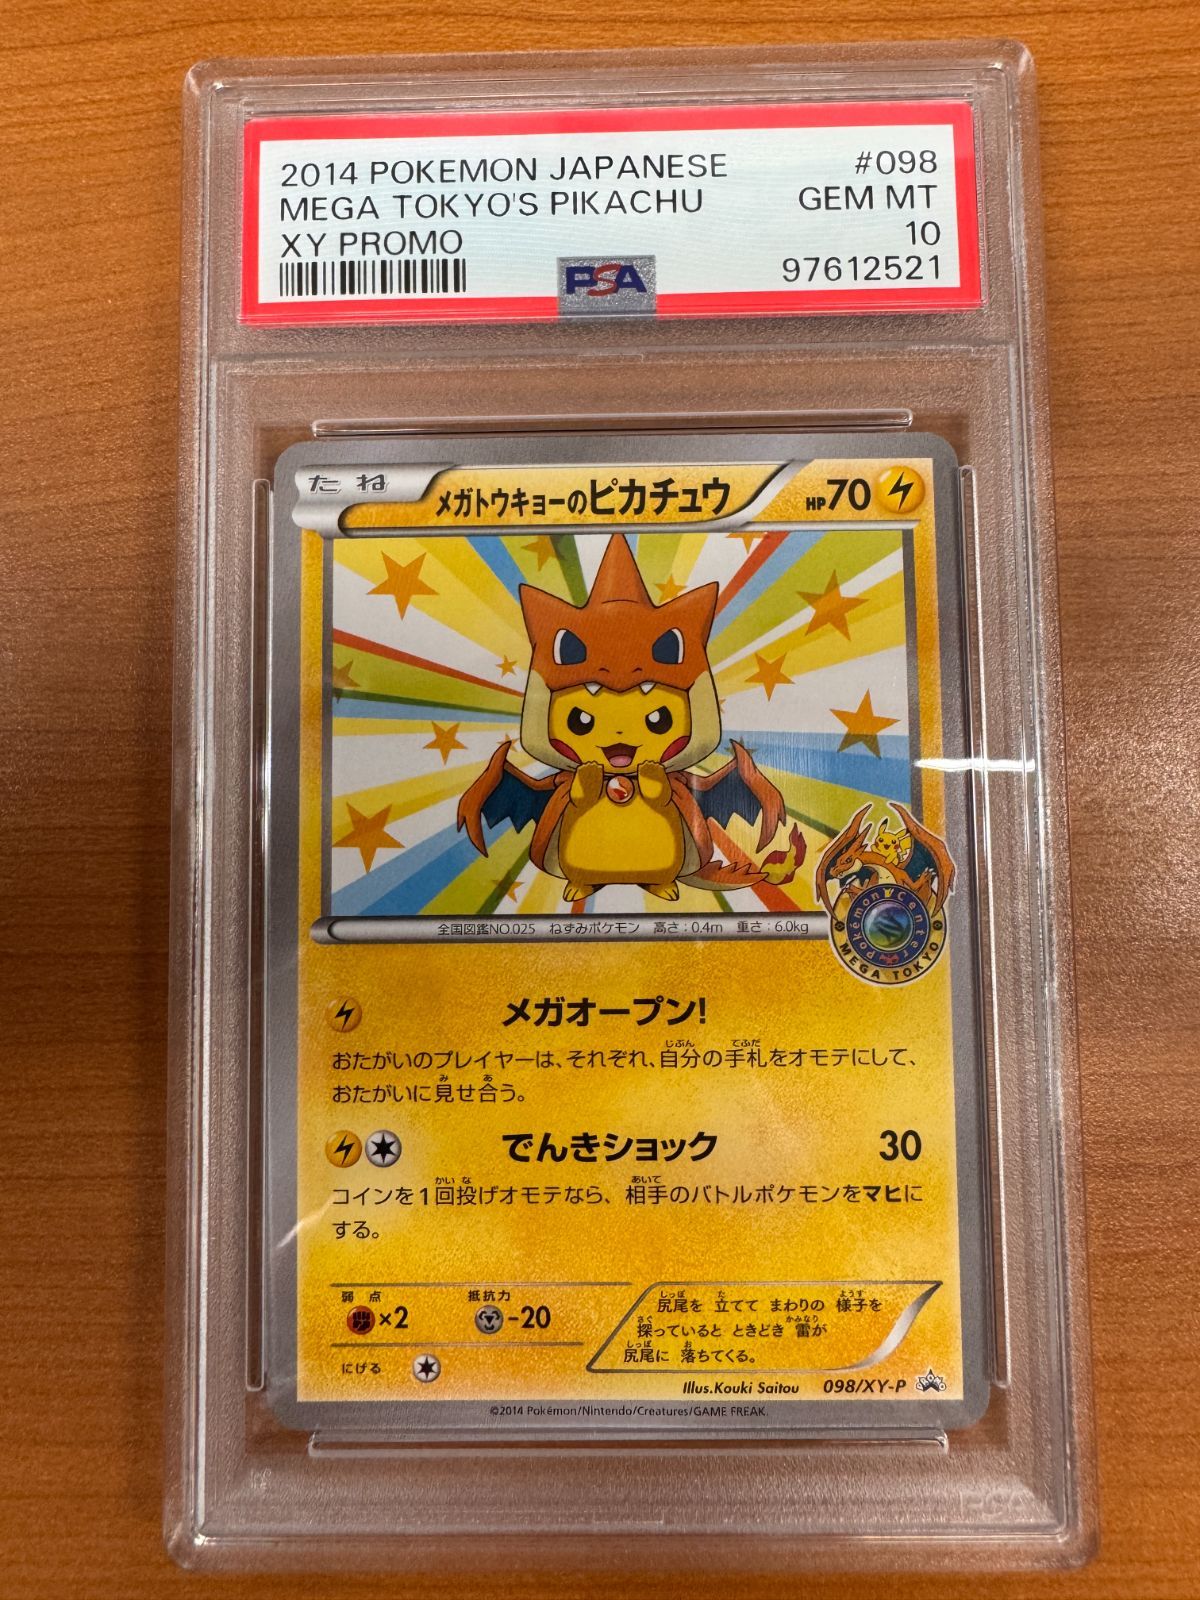 2014 POKEMON JAPANESE #098
MEGA TOKYO'S PIKACHU GEM MT
XY PROMO 10
97612521
PSA
たね メガトウキョーのピカチュウ HP70
全国図鑑NO.025 ねずみポケモン 高さ:0.4m 重さ:6.0kg
Pokémon Center
MEGA TOKYO
メガオープン!
おたがいのプレイヤーは、それぞれ、自分の手札をオモテにして、
おたがいに見せ合う。
でんきショック 30
コインを1回投げオモテなら、相手のバトルポケモンをマヒに
する。
弱点 抵抗力
×2 -20
にげる
尻尾を 立てて まわりの 様子を
探っていると ときどき 雷が
尻尾に 落ちてくる。
Illus.Kouki Saitou 098/XY-P
©2014 Pokémon/Nintendo/Creatures/GAME FREAK.
PSA